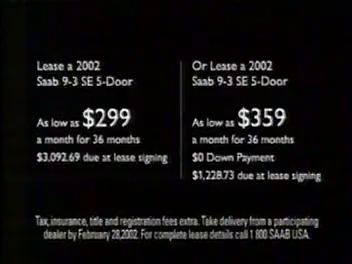 Lease a 2002
Saab 9-3 SE 5-Door
As low as $299
a month for 36 months
$3,092.69 due at lease signing
Or Lease a 2002
Saab 9-3 SE 5-Door
As low as $359
a month for 36 months
$0 Down Payment
$1,228.73 due at lease signing
Tax, insurance, title and registration fees extra. Take delivery from a participating
dealer by February 28, 2002. For complete lease details call 1 800 SAAB USA.